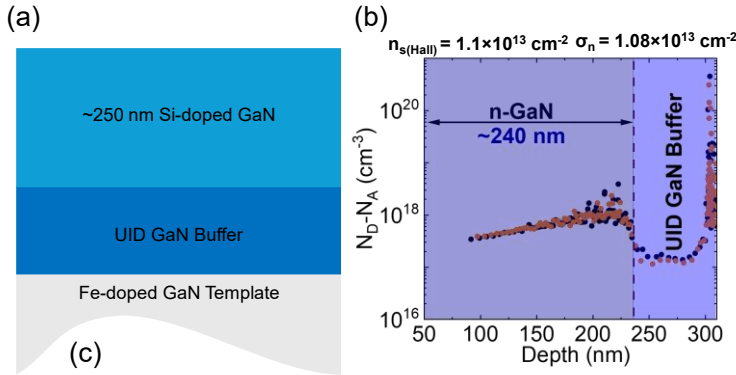 (a)
~250 nm Si-doped GaN
UID GaN Buffer
Fe-doped GaN Template
(c)
(b)
n_s(Hall) = 1.1×10^13 cm^-2 σ_n = 1.08×10^13 cm^-2
N_D-N_A (cm^-3)
10^20
10^18
10^16
n-GaN
~240 nm
UID GaN Buffer
50 100 150 200 250 300
Depth (nm)